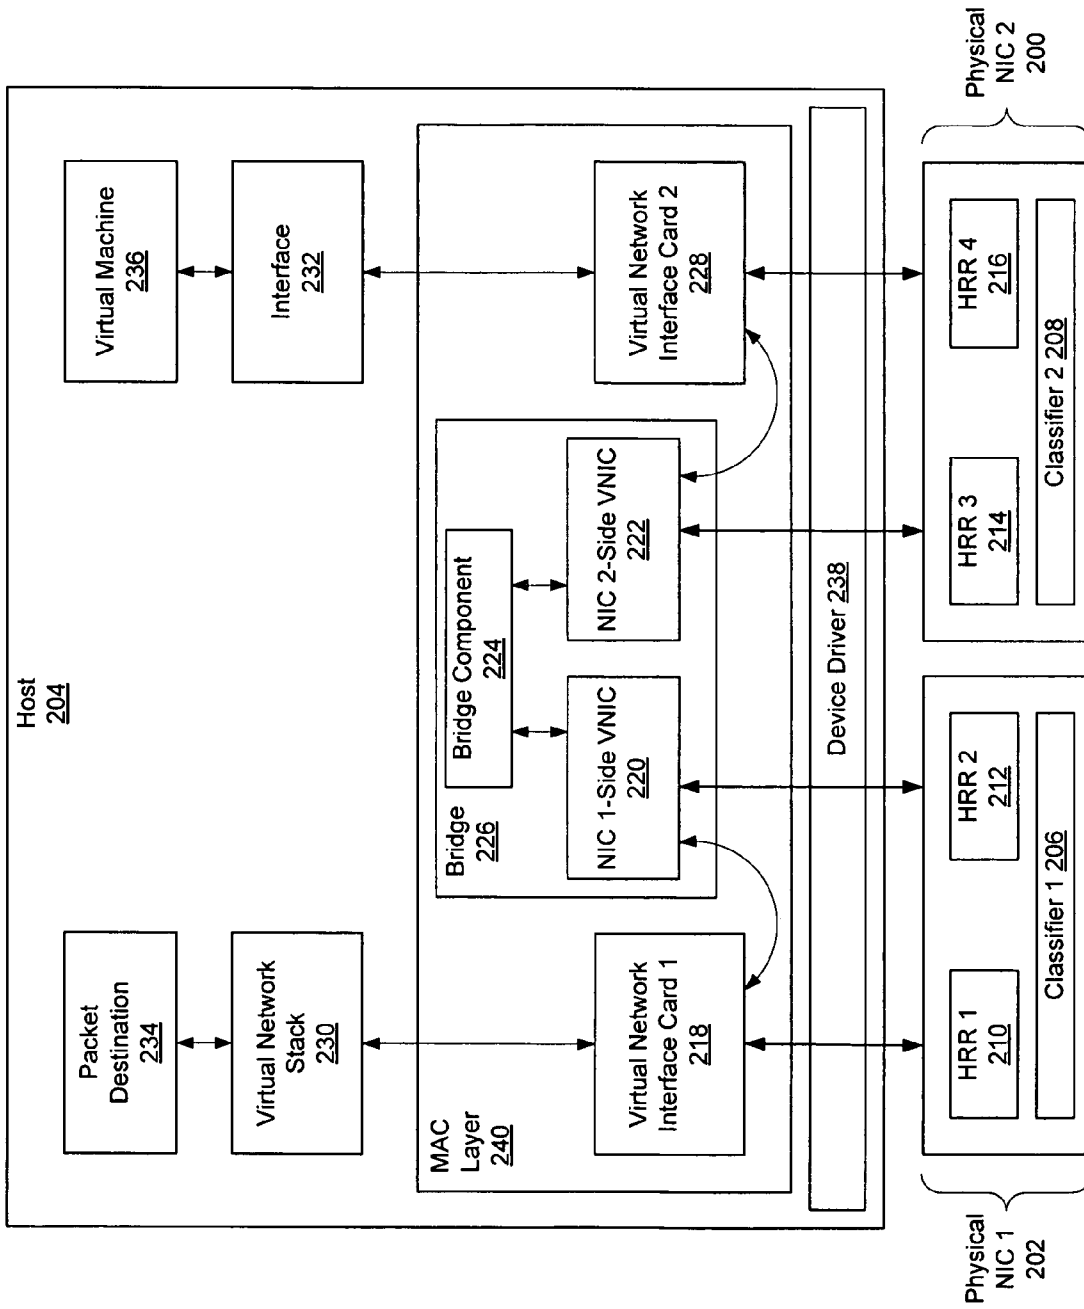 Host
204
Packet
Destination
234
Virtual Machine
236
Virtual Network
Stack
230
Interface
232
MAC
Layer
240
Bridge
226
Bridge Component
224
NIC 1-Side VNIC
220
NIC 2-Side VNIC
222
Virtual Network
Interface Card 1
218
Virtual Network
Interface Card 2
228
Device Driver 238
HRR 1
210
HRR 2
212
HRR 3
214
HRR 4
216
Classifier 1 206
Classifier 2 208
Physical
NIC 1
202
Physical
NIC 2
200